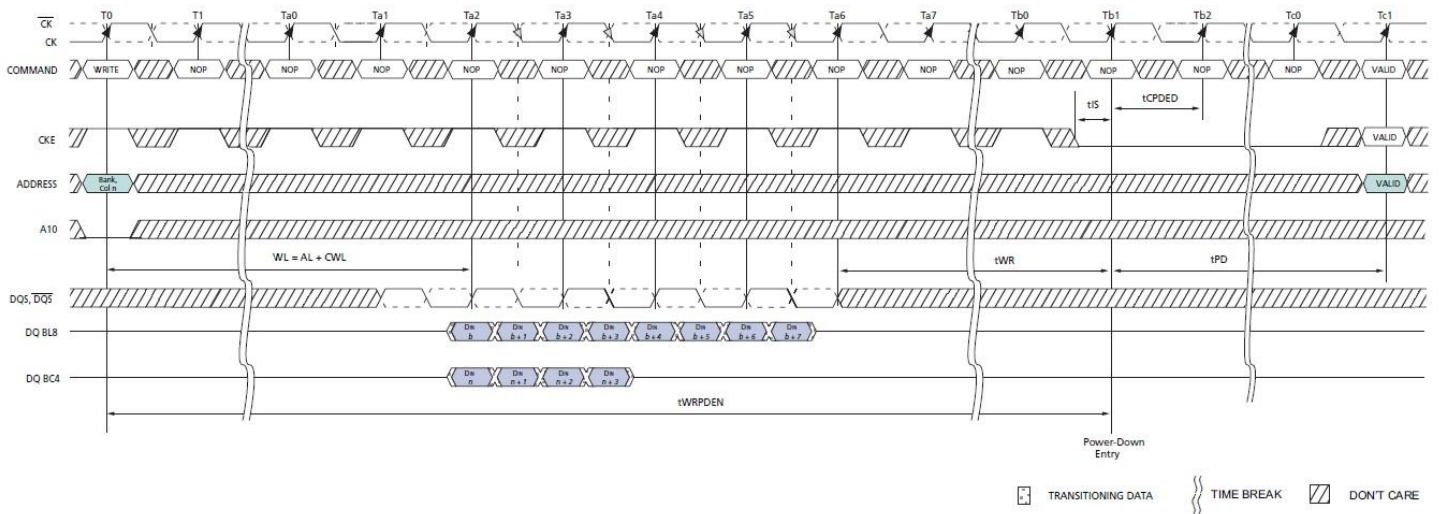 T0 T1 Ta0 Ta1 Ta2 Ta3 Ta4 Ta5 Ta6 Ta7 Tb0 Tb1 Tb2 Tc0 Tc1
CK
CK
COMMAND WRITE NOP NOP NOP NOP NOP NOP NOP NOP NOP NOP NOP NOP NOP VALID
tIS tCPDED
CKE VALID
ADDRESS Bank, Col n VALID
A10
WL = AL + CWL tWR tPD
DQS, DQS
DQ BL8 DIN b DIN b + 1 DIN b + 2 DIN b + 3 DIN b + 4 DIN b + 5 DIN b + 6 DIN b + 7
DQ BC4 DIN n DIN n + 1 DIN n + 2 DIN n + 3
tWRPDEN
Power-Down
Entry
TRANSITIONING DATA TIME BREAK DON'T CARE